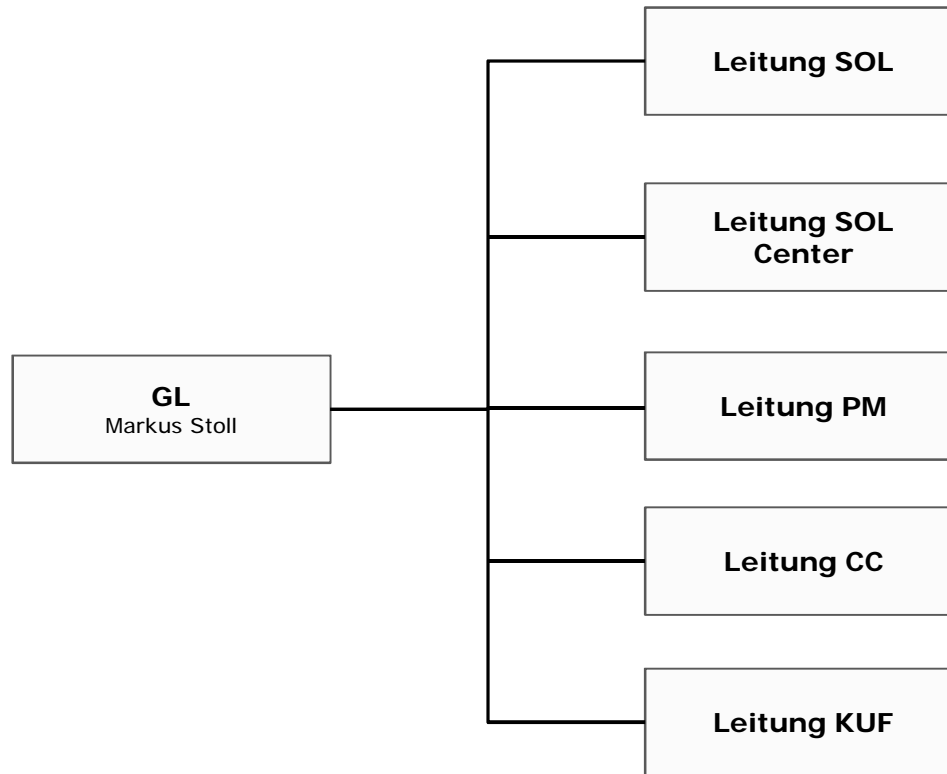 Leitung SOL
Leitung SOL
Center
GL
Markus Stoll
Leitung PM
Leitung CC
Leitung KUF